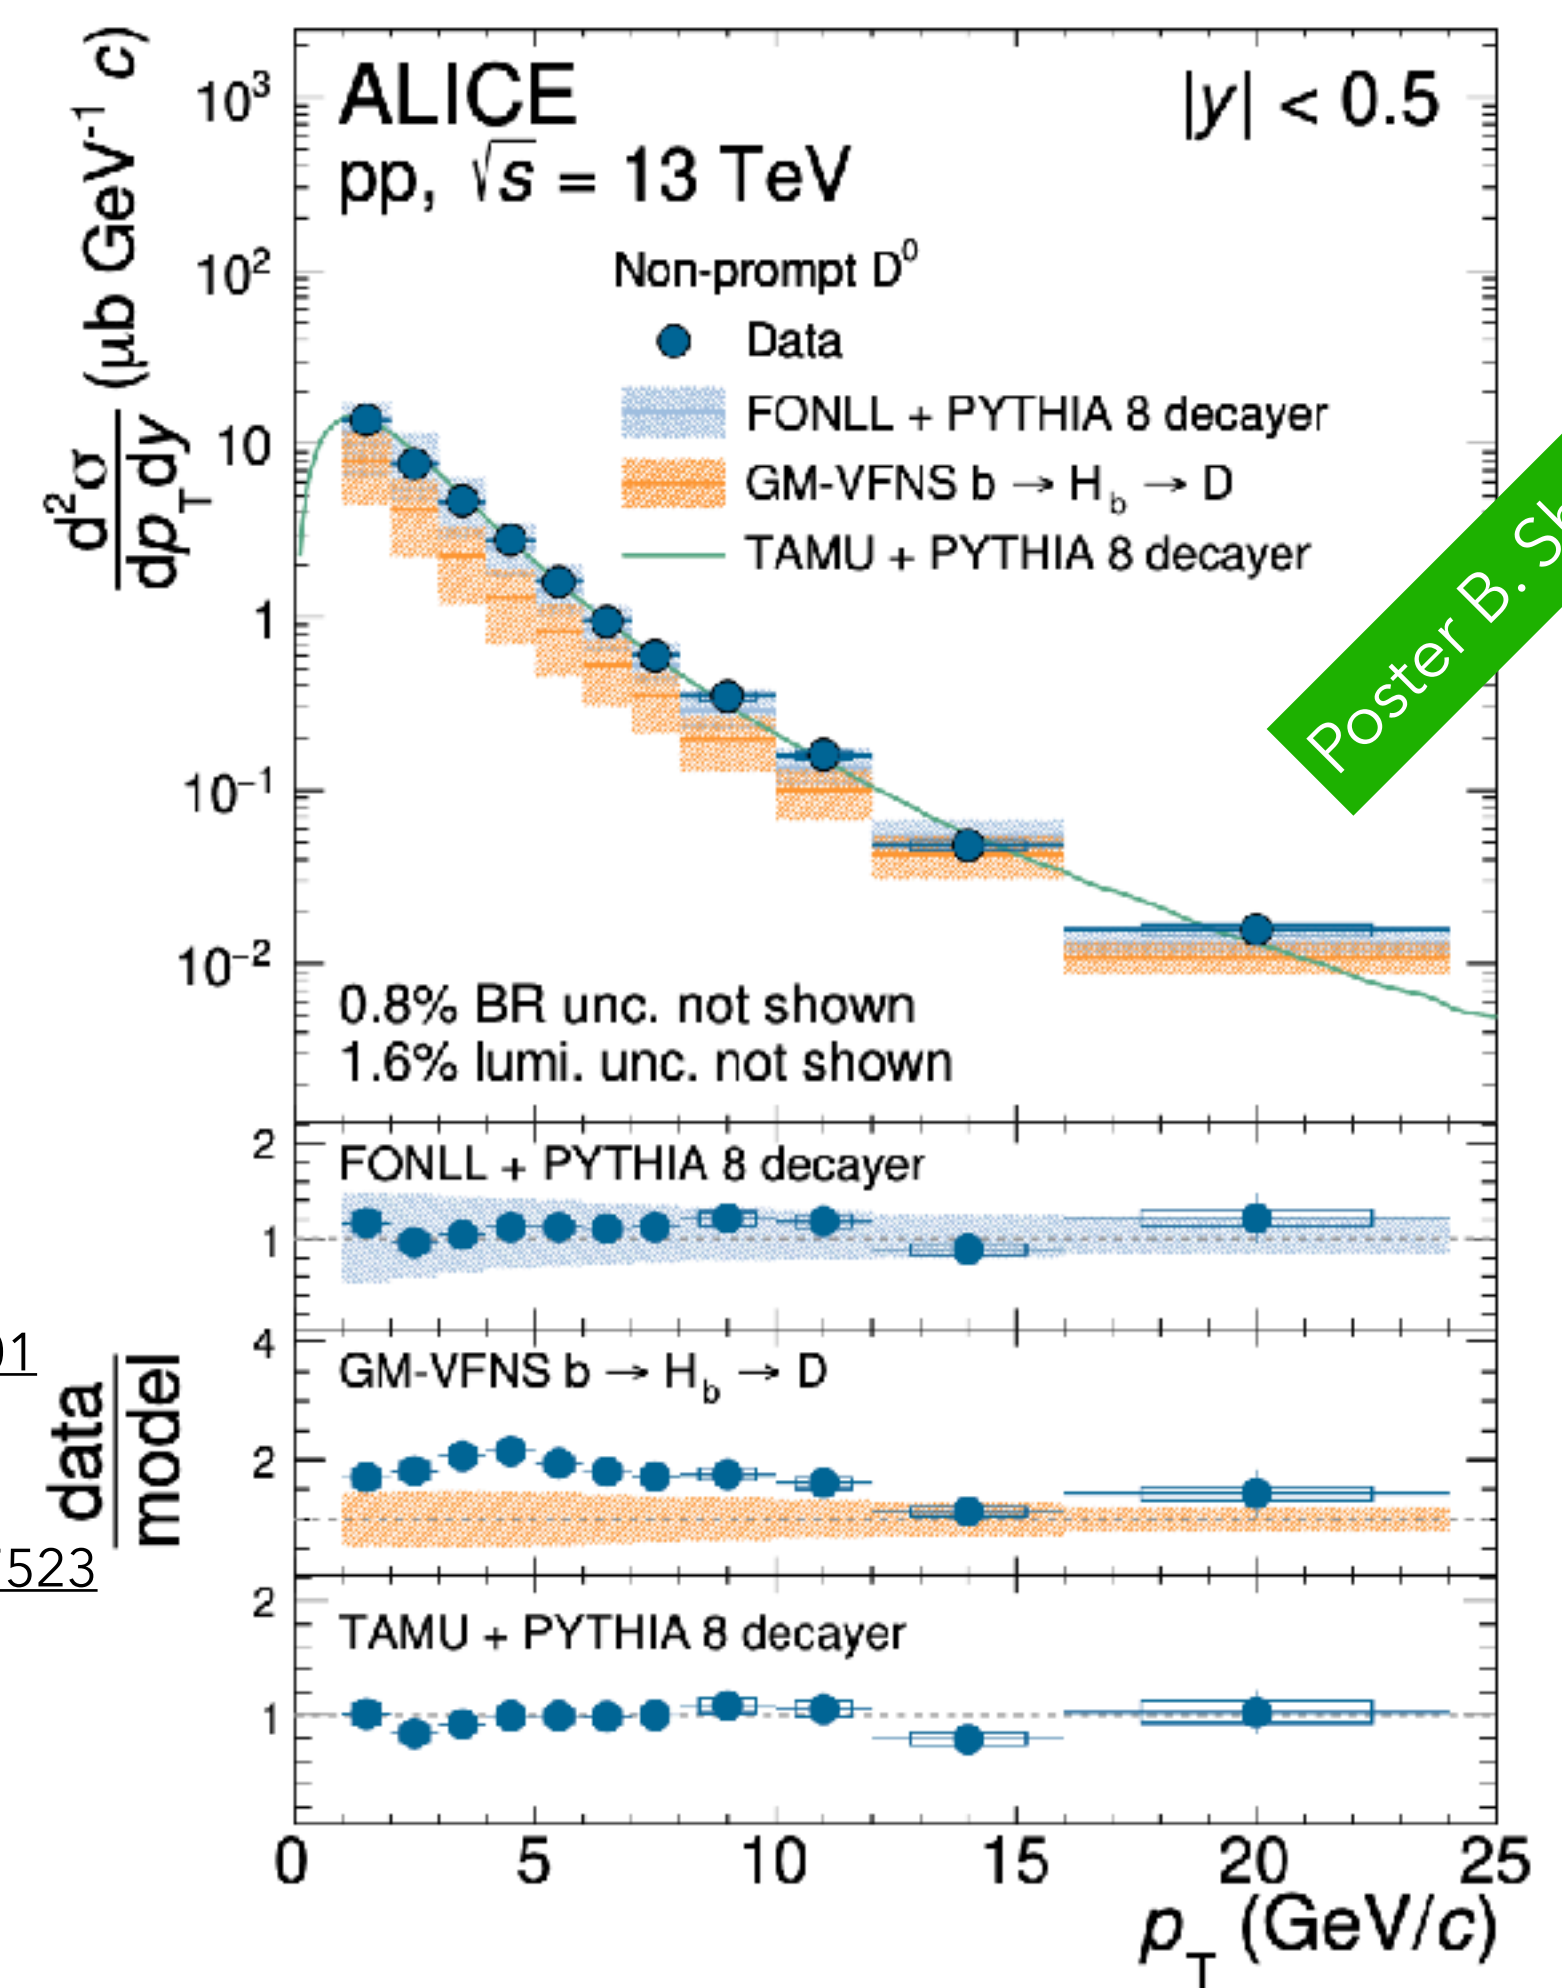 ALICE
|y| < 0.5
pp, √s = 13 TeV
Non-prompt D⁰
Data
FONLL + PYTHIA 8 decayer
GM-VFNS b → H_b → D
TAMU + PYTHIA 8 decayer
d²σ / dp_T dy (μb GeV⁻¹ c)
10³
10²
10
1
10⁻¹
10⁻²
Poster B.
0.8% BR unc. not shown
1.6% lumi. unc. not shown
2
FONLL + PYTHIA 8 decayer
1
4
GM-VFNS b → H_b → D
2
data / model
01
7523
2
TAMU + PYTHIA 8 decayer
1
0 5 10 15 20 25
p_T (GeV/c)